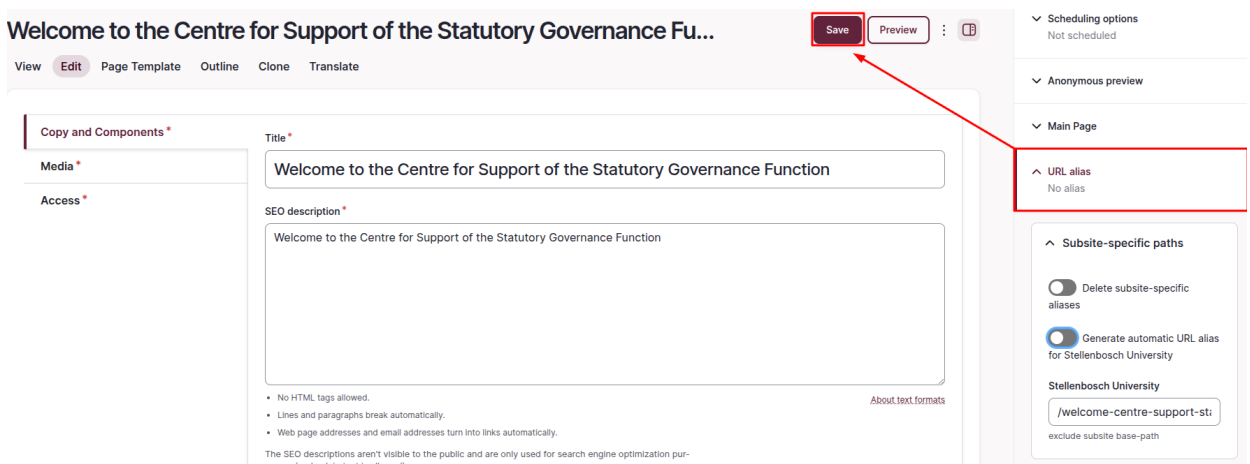 Welcome to the Centre for Support of the Statutory Governance Fu...
Save
Preview
View Edit Page Template Outline Clone Translate
Copy and Components *
Media *
Access *
Title *
Welcome to the Centre for Support of the Statutory Governance Function
SEO description *
Welcome to the Centre for Support of the Statutory Governance Function
• No HTML tags allowed.
About text formats
• Lines and paragraphs break automatically.
• Web page addresses and email addresses turn into links automatically.
The SEO descriptions aren't visible to the public and are only used for search engine optimization pur-
Scheduling options
Not scheduled
Anonymous preview
Main Page
URL alias
No alias
Subsite-specific paths
Delete subsite-specific
aliases
Generate automatic URL alias
for Stellenbosch University
Stellenbosch University
/welcome-centre-support-sta
exclude subsite base-path